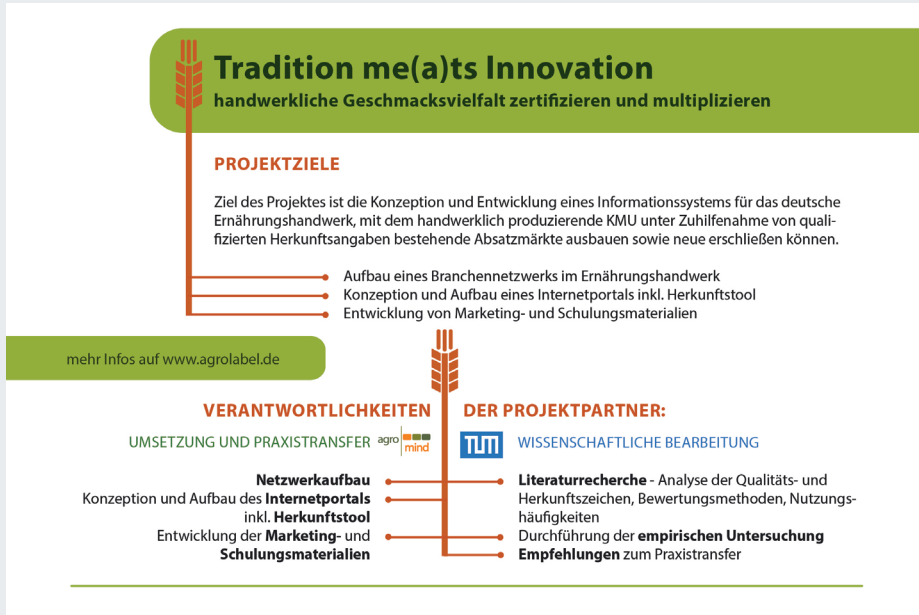 Tradition me(a)ts Innovation
handwerkliche Geschmacksvielfalt zertifizieren und multiplizieren
PROJEKTZIELE
Ziel des Projektes ist die Konzeption und Entwicklung eines Informationssystems für das deutsche
Ernährungshandwerk, mit dem handwerklich produzierende KMU unter Zuhilfenahme von quali-
fizierten Herkunftsangaben bestehende Absatzmärkte ausbauen sowie neue erschließen können.
Aufbau eines Branchennetzwerks im Ernährungshandwerk
Konzeption und Aufbau eines Internetportals inkl. Herkunftstool
Entwicklung von Marketing- und Schulungsmaterialien
mehr Infos auf www.agrolabel.de
VERANTWORTLICHKEITEN DER PROJEKTPARTNER:
UMSETZUNG UND PRAXISTRANSFER
agro
mind
Netzwerkaufbau
Konzeption und Aufbau des Internetportals
inkl. Herkunftstool
Entwicklung der Marketing- und
Schulungsmaterialien
TUM
WISSENSCHAFTLICHE BEARBEITUNG
Literaturrecherche - Analyse der Qualitäts- und
Herkunftszeichen, Bewertungsmethoden, Nutzungs-
häufigkeiten
Durchführung der empirischen Untersuchung
Empfehlungen zum Praxistransfer